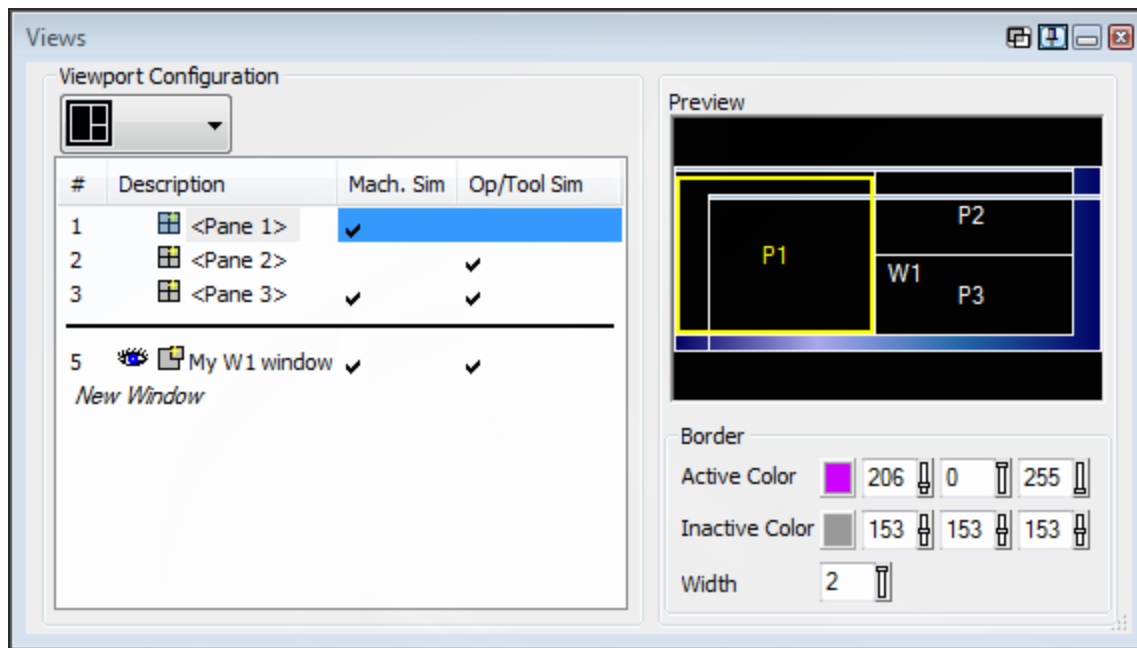 Views
Viewport Configuration
# Description Mach. Sim Op/Tool Sim
1 <Pane 1>
2 <Pane 2>
3 <Pane 3>
5 My W1 window
New Window
Preview
P1
P2
W1
P3
Border
Active Color 206 0 255
Inactive Color 153 153 153
Width 2